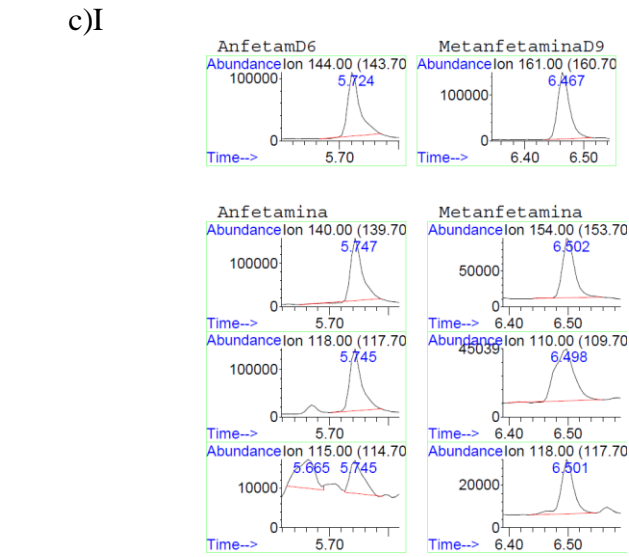 c)I
AnfetamD6
Abundance Ion 144.00 (143.70
5.724
100000
0
Time--> 5.70
MetanfetaminaD9
Abundance Ion 161.00 (160.70
6.467
100000
0
Time--> 6.40 6.50
Anfetamina
Abundance Ion 140.00 (139.70
5.747
100000
0
Time--> 5.70
Abundance Ion 118.00 (117.70
5.745
100000
0
Time--> 5.70
Abundance Ion 115.00 (114.70
5.665 5.745
10000
0
Time--> 5.70
Metanfetamina
Abundance Ion 154.00 (153.70
6.502
50000
0
Time--> 6.40 6.50
Abundance Ion 110.00 (109.70
45039
6.498
0
Time--> 6.40 6.50
Abundance Ion 118.00 (117.70
6.501
20000
0
Time--> 6.40 6.50